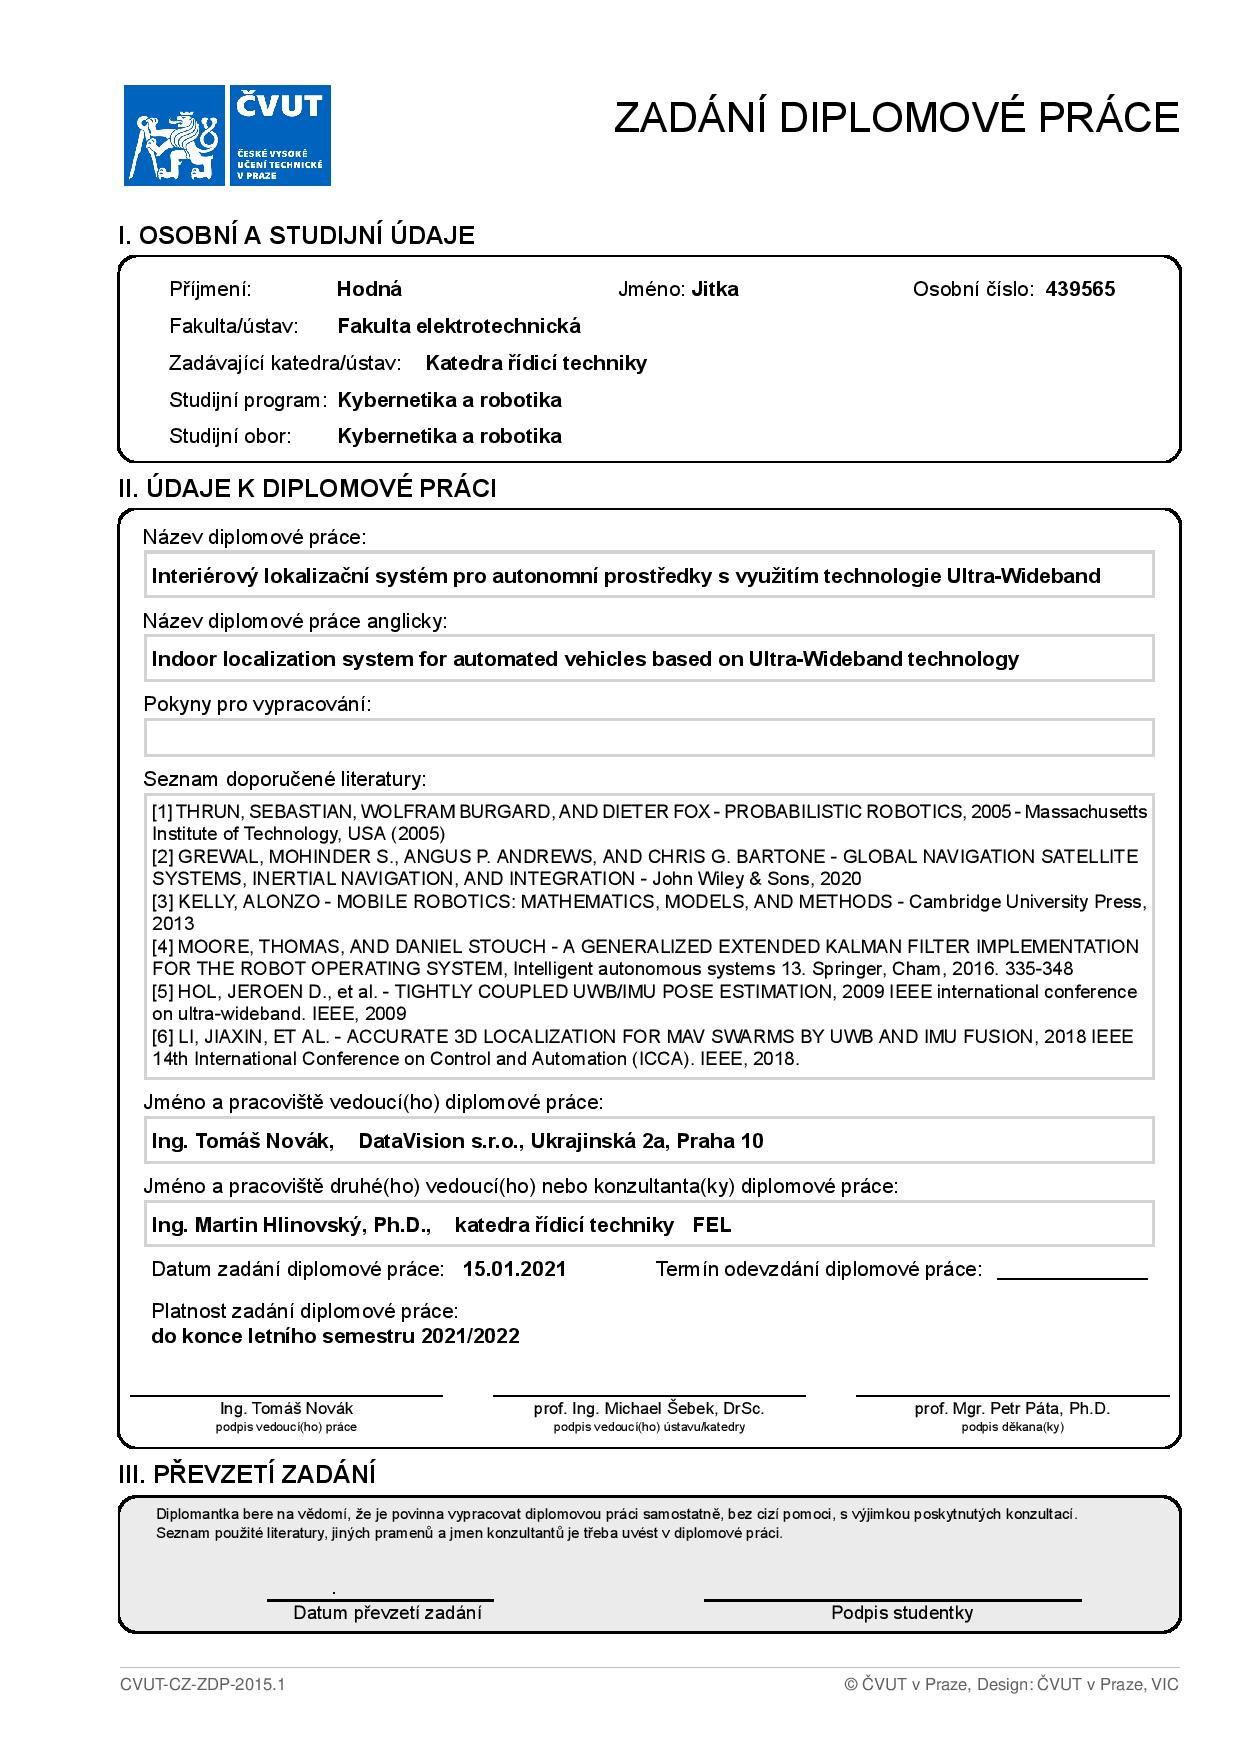 ČVUT
ČESKÉ VYSOKÉ
UČENÍ TECHNICKÉ
V PRAZE
ZADÁNÍ DIPLOMOVÉ PRÁCE
I. OSOBNÍ A STUDIJNÍ ÚDAJE
Příjmení: Hodná Jméno: Jitka Osobní číslo: 439565
Fakulta/ústav: Fakulta elektrotechnická
Zadávající katedra/ústav: Katedra řídicí techniky
Studijní program: Kybernetika a robotika
Studijní obor: Kybernetika a robotika
II. ÚDAJE K DIPLOMOVÉ PRÁCI
Název diplomové práce:
Interiérový lokalizační systém pro autonomní prostředky s využitím technologie Ultra-Wideband
Název diplomové práce anglicky:
Indoor localization system for automated vehicles based on Ultra-Wideband technology
Pokyny pro vypracování:
Seznam doporučené literatury:
[1] THRUN, SEBASTIAN, WOLFRAM BURGARD, AND DIETER FOX - PROBABILISTIC ROBOTICS, 2005 - Massachusetts
Institute of Technology, USA (2005)
[2] GREWAL, MOHINDER S., ANGUS P. ANDREWS, AND CHRIS G. BARTONE - GLOBAL NAVIGATION SATELLITE
SYSTEMS, INERTIAL NAVIGATION, AND INTEGRATION - John Wiley & Sons, 2020
[3] KELLY, ALONZO - MOBILE ROBOTICS: MATHEMATICS, MODELS, AND METHODS - Cambridge University Press,
2013
[4] MOORE, THOMAS, AND DANIEL STOUCH - A GENERALIZED EXTENDED KALMAN FILTER IMPLEMENTATION
FOR THE ROBOT OPERATING SYSTEM, Intelligent autonomous systems 13. Springer, Cham, 2016. 335-348
[5] HOL, JEROEN D., et al. - TIGHTLY COUPLED UWB/IMU POSE ESTIMATION, 2009 IEEE international conference
on ultra-wideband. IEEE, 2009
[6] LI, JIAXIN, ET AL. - ACCURATE 3D LOCALIZATION FOR MAV SWARMS BY UWB AND IMU FUSION, 2018 IEEE
14th International Conference on Control and Automation (ICCA). IEEE, 2018.
Jméno a pracoviště vedoucí(ho) diplomové práce:
Ing. Tomáš Novák, DataVision s.r.o., Ukrajinská 2a, Praha 10
Jméno a pracoviště druhé(ho) vedoucí(ho) nebo konzultanta(ky) diplomové práce:
Ing. Martin Hlinovský, Ph.D., katedra řídicí techniky FEL
Datum zadání diplomové práce: 15.01.2021 Termín odevzdání diplomové práce:
Platnost zadání diplomové práce:
do konce letního semestru 2021/2022
Ing. Tomáš Novák prof. Ing. Michael Šebek, DrSc. prof. Mgr. Petr Páta, Ph.D.
podpis vedoucí(ho) práce podpis vedoucí(ho) ústavu/katedry podpis děkana(ky)
III. PŘEVZETÍ ZADÁNÍ
Diplomantka bere na vědomí, že je povinna vypracovat diplomovou práci samostatně, bez cizí pomoci, s výjimkou poskytnutých konzultací.
Seznam použité literatury, jiných pramenů a jmen konzultantů je třeba uvést v diplomové práci.
.
Datum převzetí zadání Podpis studentky
CVUT-CZ-ZDP-2015.1 © ČVUT v Praze, Design: ČVUT v Praze, VIC